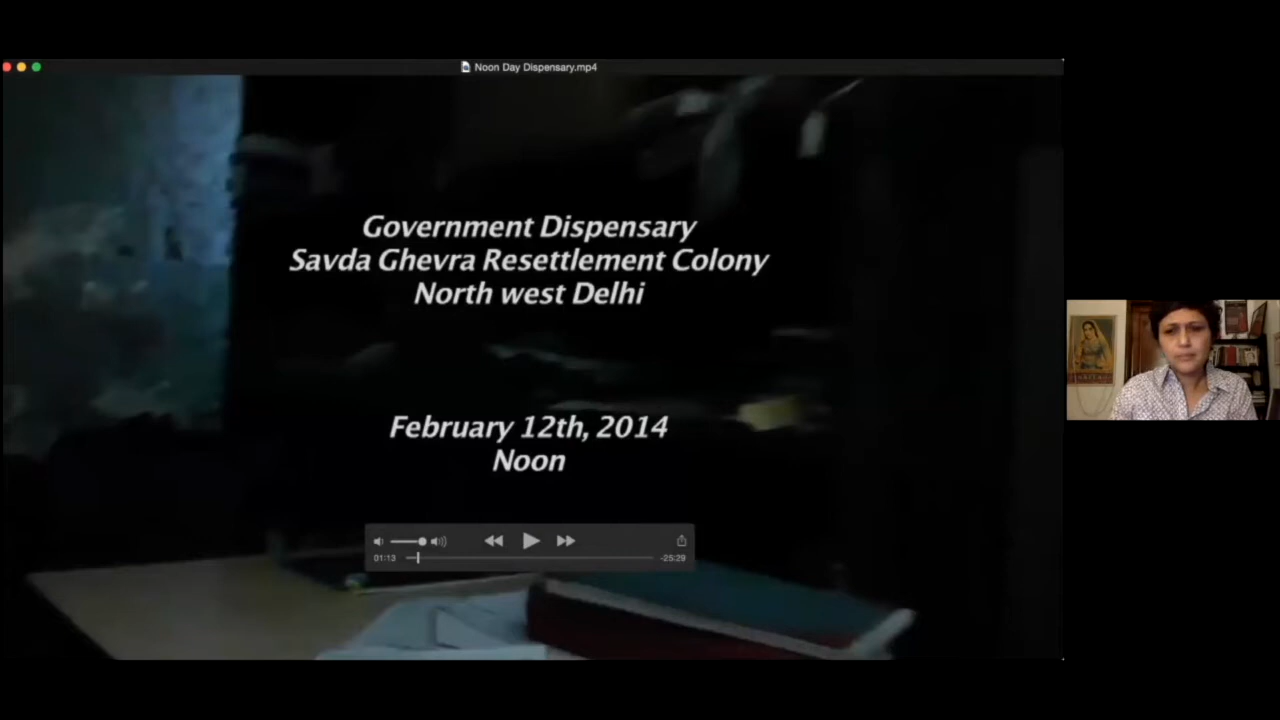 Noon Day Dispensary.mp4
Government Dispensary
Savda Ghevra Resettlement Colony
North west Delhi
February 12th, 2014
Noon
01:13
-25:29